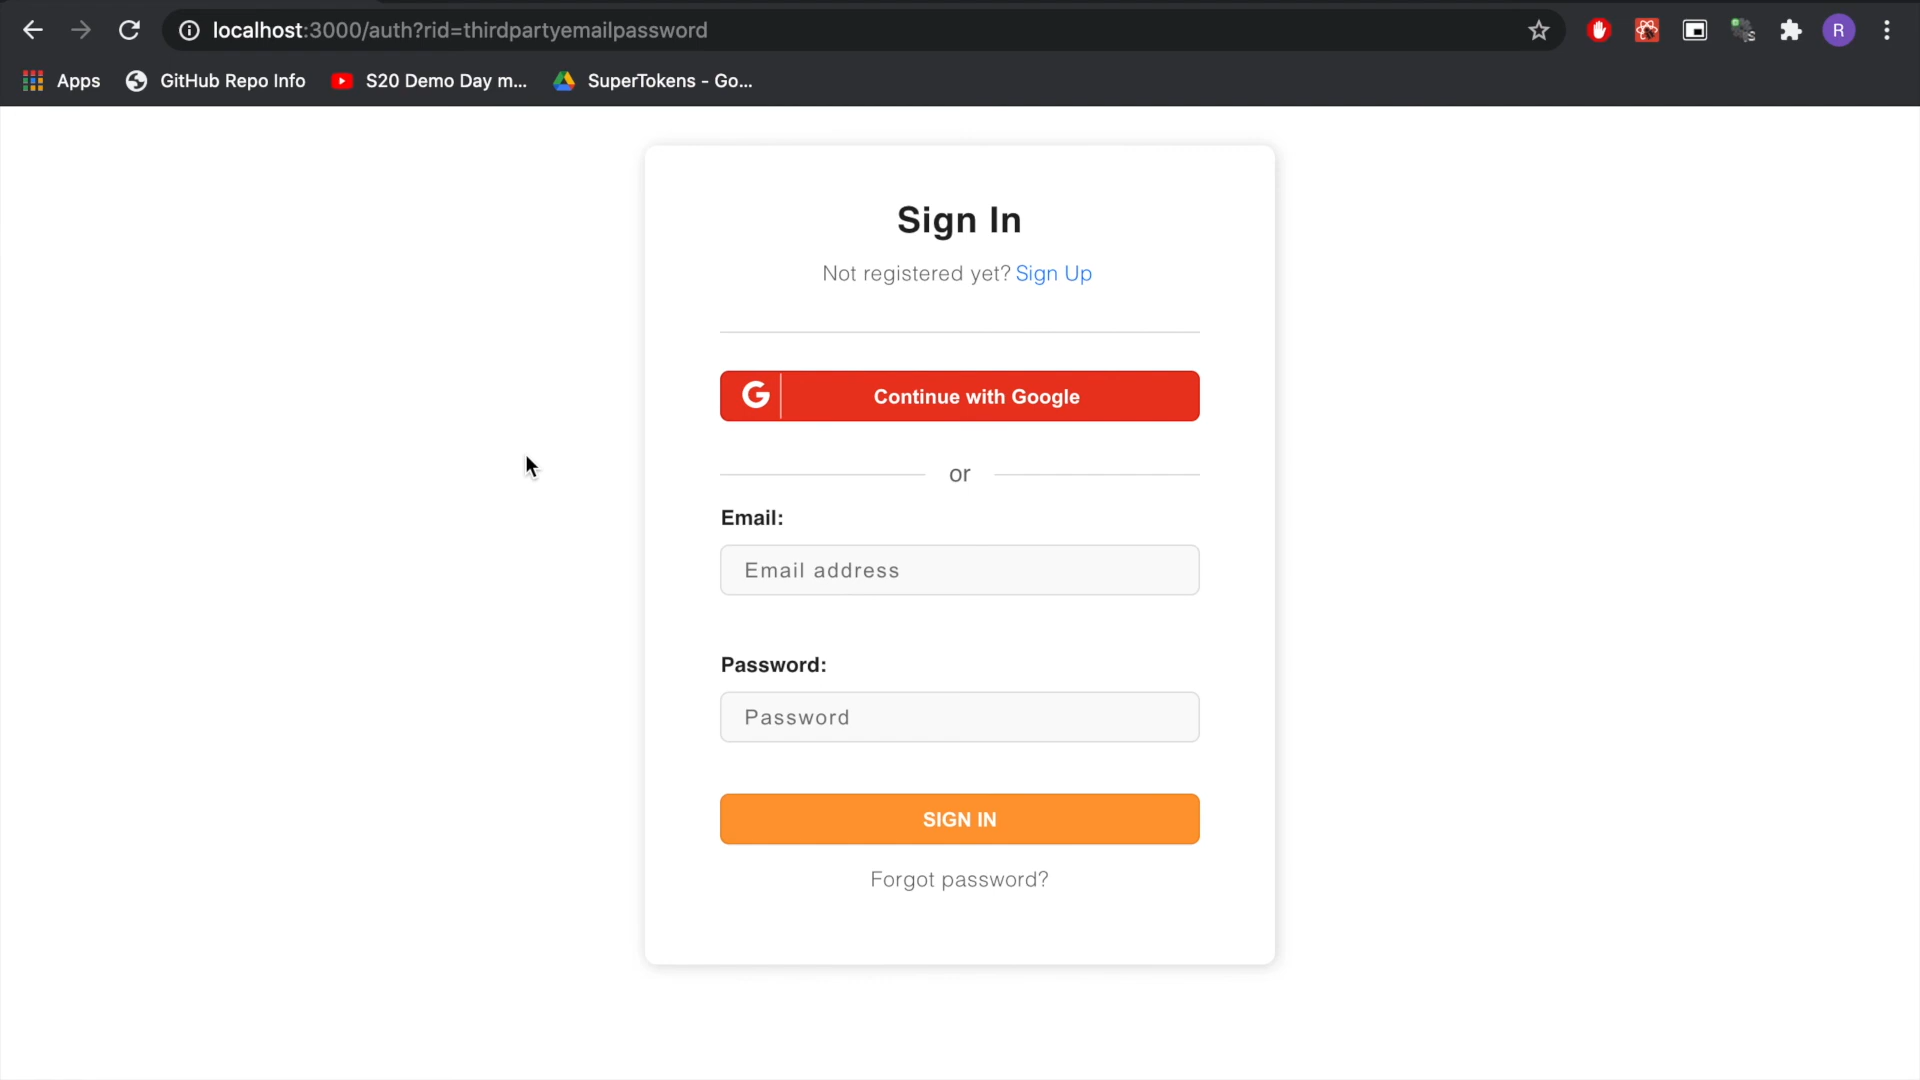 localhost:3000/auth?rid=thirdpartyemailpassword
R
Apps GitHub Repo Info S20 Demo Day m... SuperTokens - Go...
Sign In
Not registered yet? Sign Up
G Continue with Google
or
Email:
Email address
Password:
Password
SIGN IN
Forgot password?